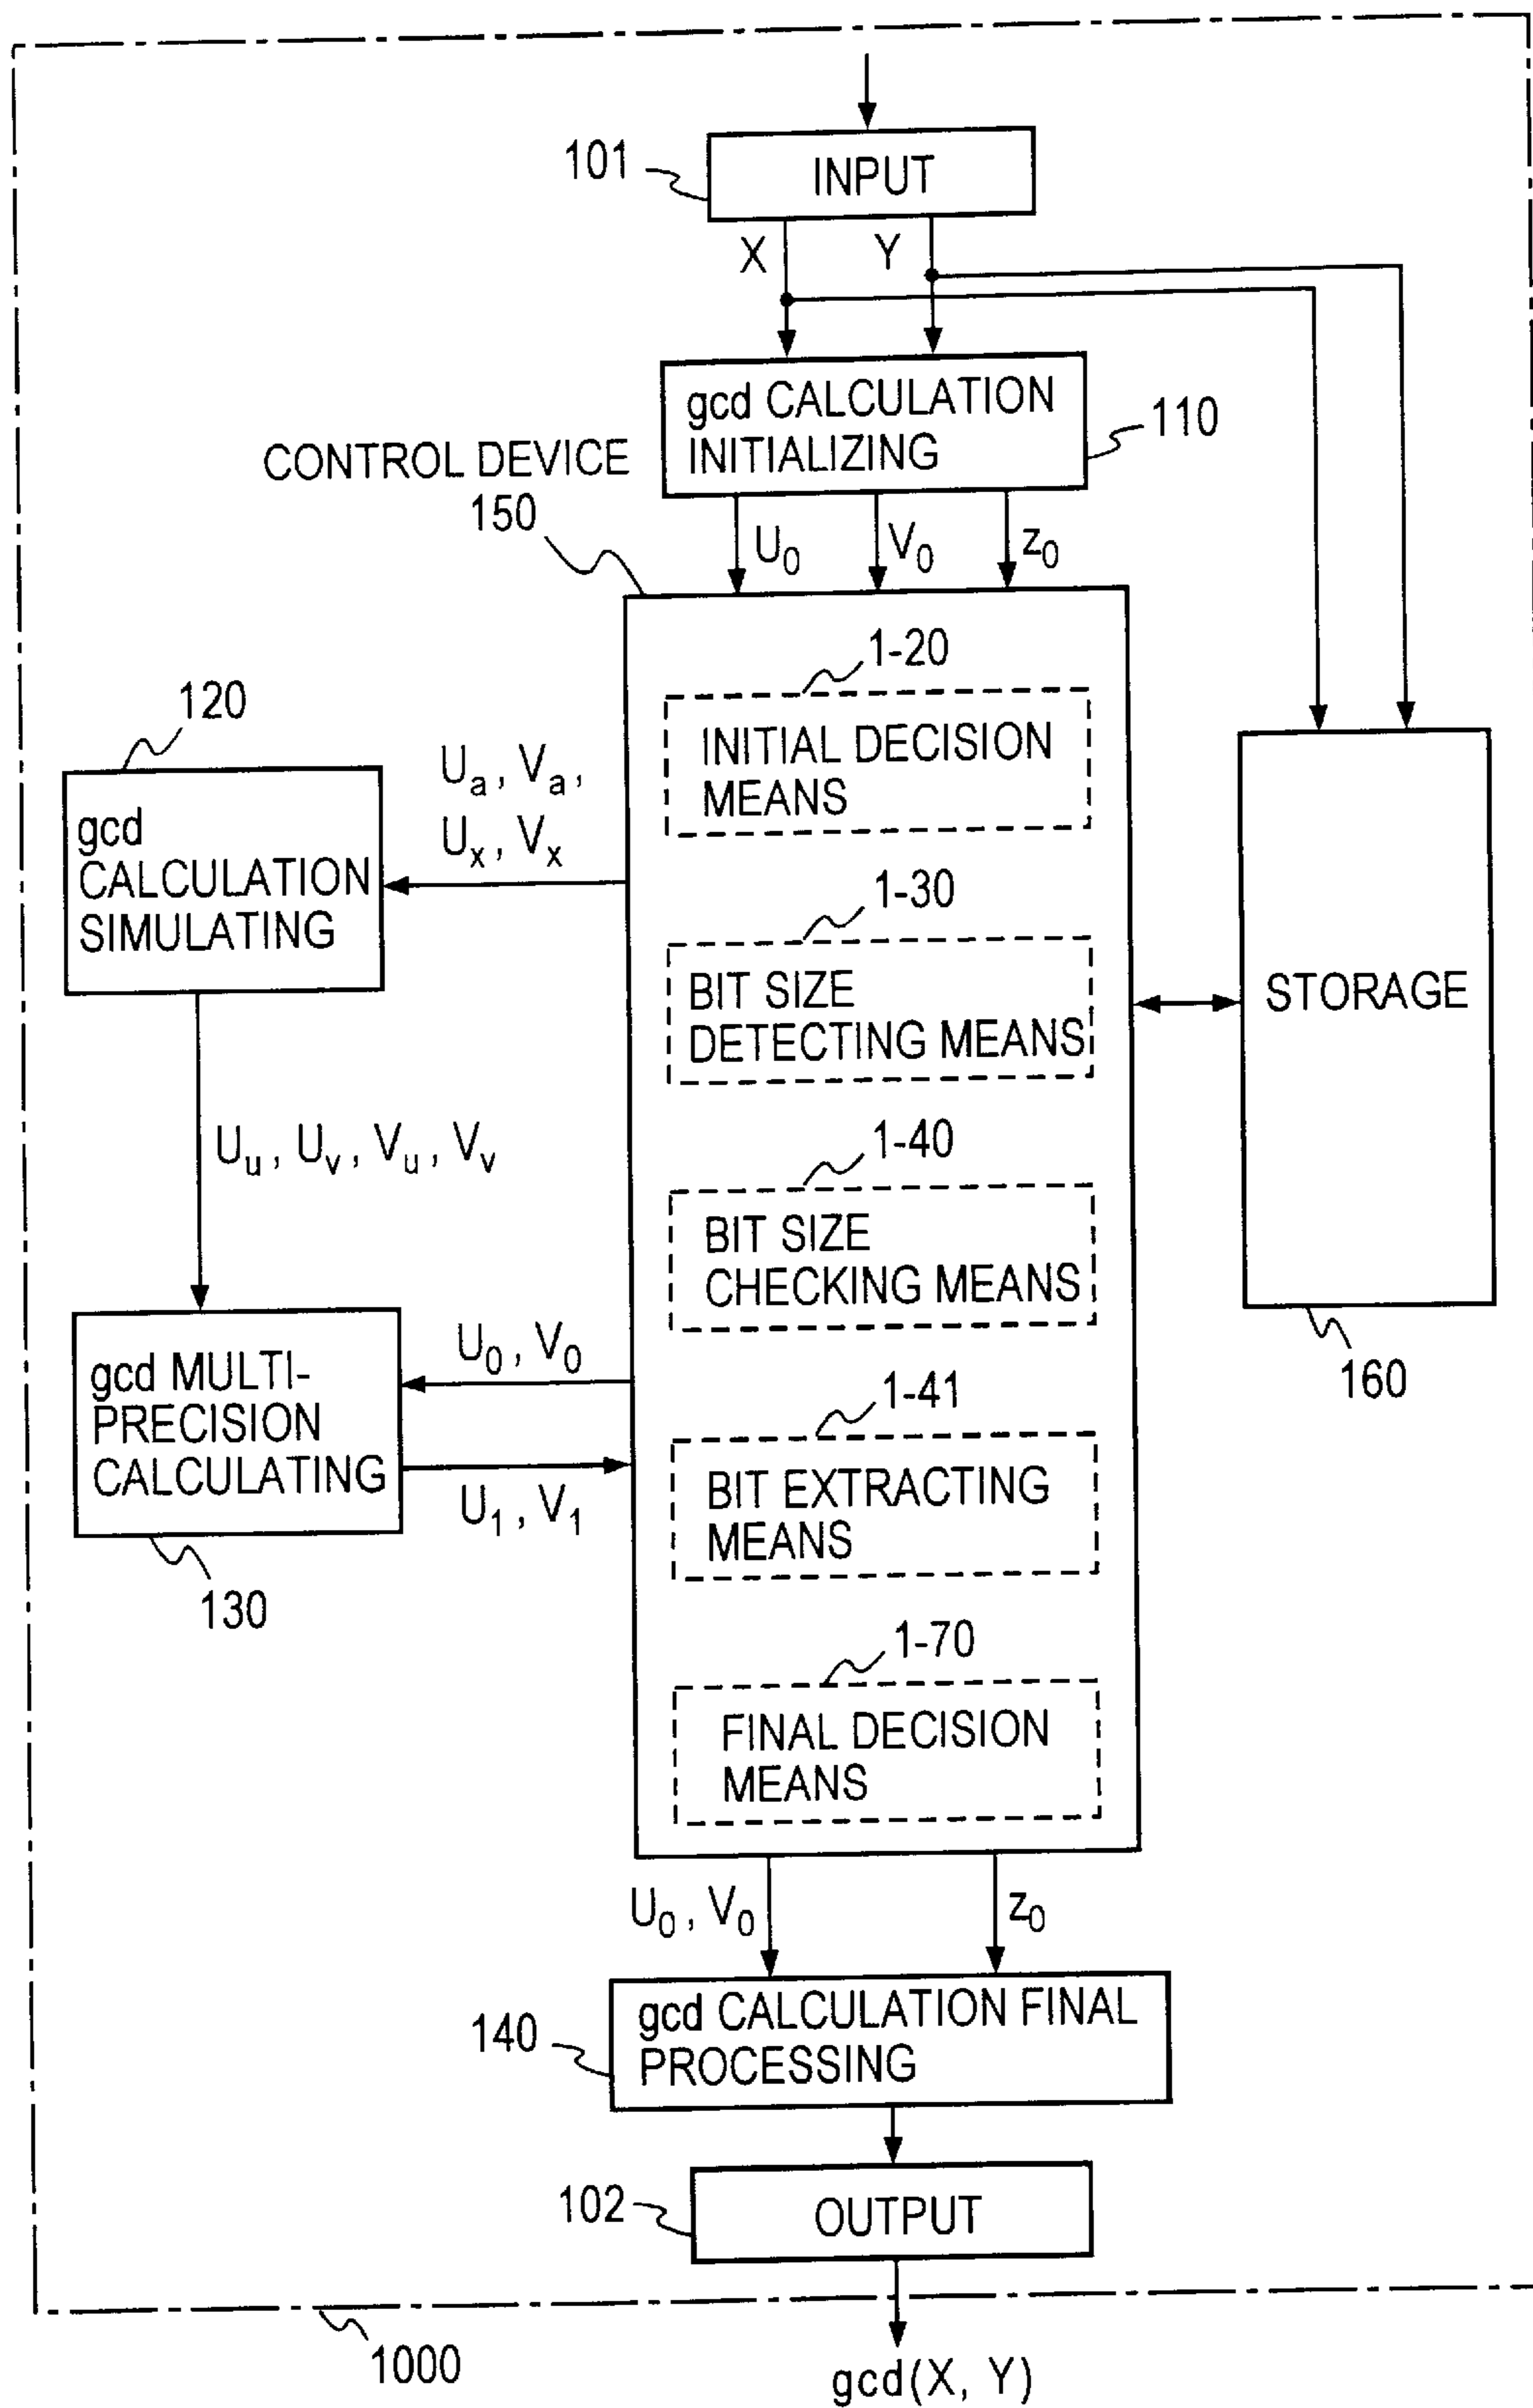 101
INPUT
X
Y
gcd CALCULATION
INITIALIZING
110
CONTROL DEVICE
150
U0
V0
z0
1-20
INITIAL DECISION
MEANS
120
gcd
CALCULATION
SIMULATING
Ua, Va,
Ux, Vx
1-30
BIT SIZE
DETECTING MEANS
STORAGE
160
Uu, Uv, Vu, Vv
1-40
BIT SIZE
CHECKING MEANS
gcd MULTI-
PRECISION
CALCULATING
130
U0, V0
U1, V1
1-41
BIT EXTRACTING
MEANS
1-70
FINAL DECISION
MEANS
U0, V0
z0
140
gcd CALCULATION FINAL
PROCESSING
102
OUTPUT
1000
gcd(X, Y)